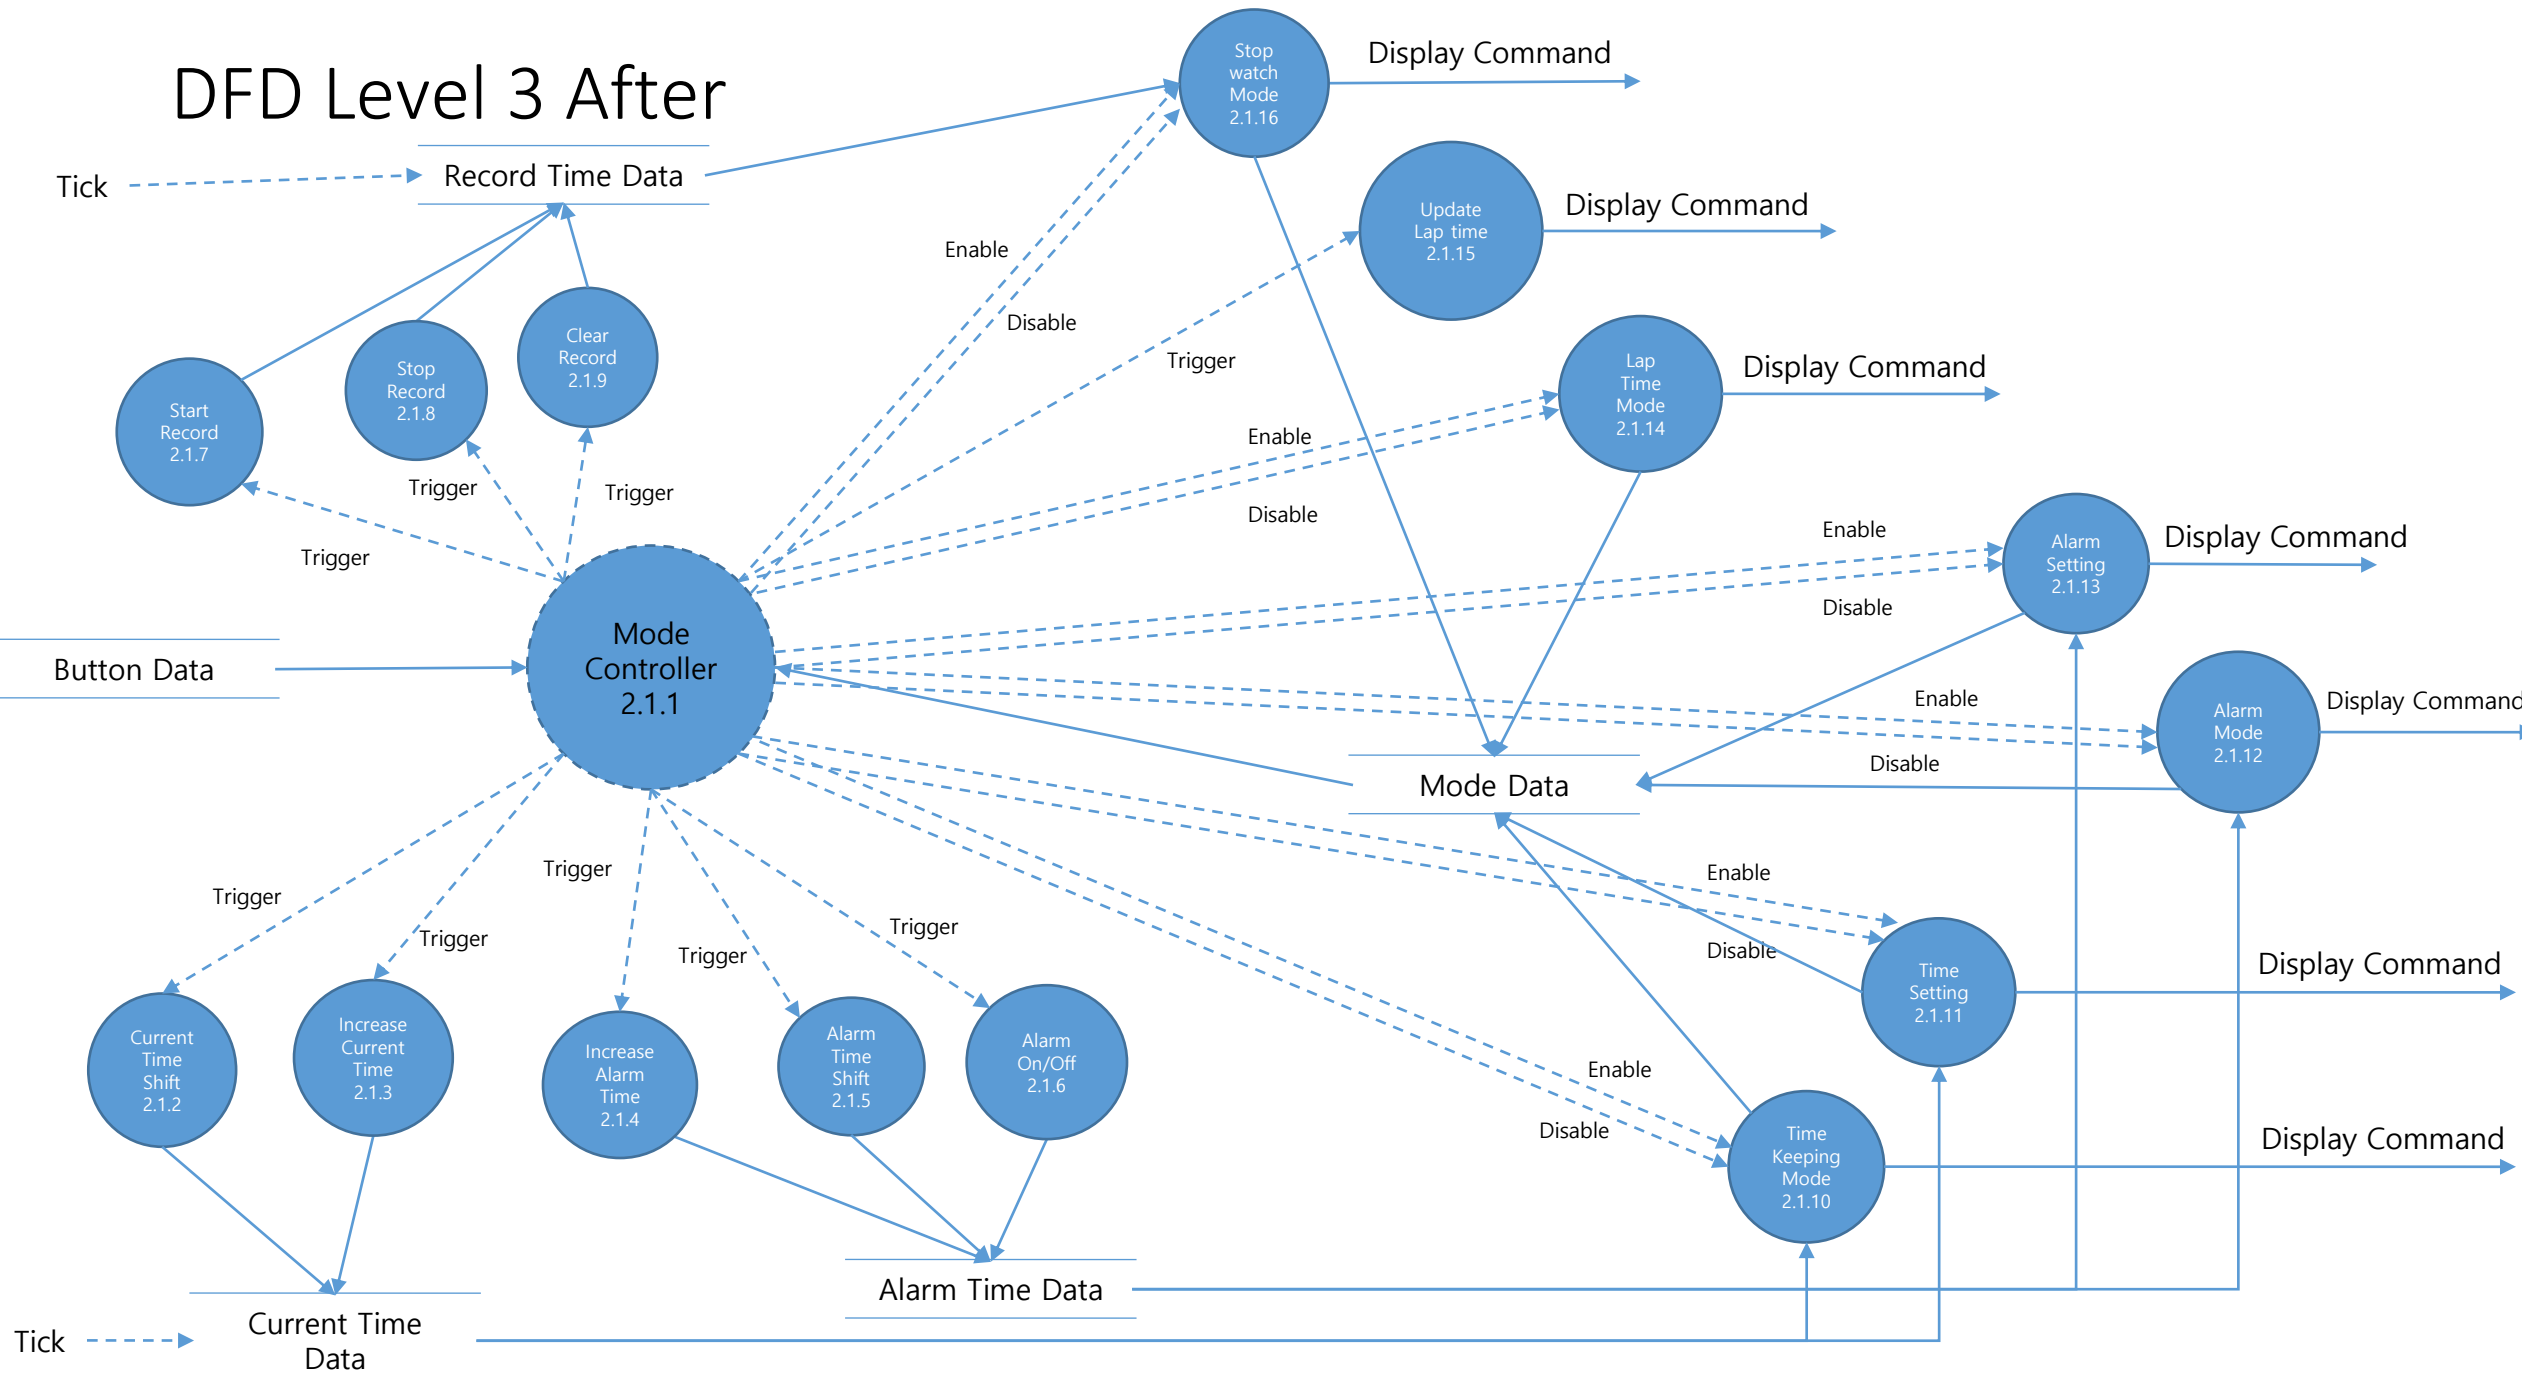 DFD Level 3 After
Stop
watch
Mode
2.1.16
Display Command
Tick
Record Time Data
Update
Lap time
2.1.15
Display Command
Enable
Disable
Trigger
Start
Record
2.1.7
Stop
Record
2.1.8
Clear
Record
2.1.9
Lap
Time
Mode
2.1.14
Display Command
Trigger
Trigger
Trigger
Enable
Disable
Enable
Disable
Alarm
Setting
2.1.13
Display Command
Button Data
Mode
Controller
2.1.1
Enable
Disable
Alarm
Mode
2.1.12
Display Command
Mode Data
Trigger
Trigger
Trigger
Trigger
Trigger
Enable
Disable
Time
Setting
2.1.11
Display Command
Current
Time
Shift
2.1.2
Increase
Current
Time
2.1.3
Increase
Alarm
Time
2.1.4
Alarm
Time
Shift
2.1.5
Alarm
On/Off
2.1.6
Enable
Disable
Time
Keeping
Mode
2.1.10
Display Command
Alarm Time Data
Tick
Current Time
Data